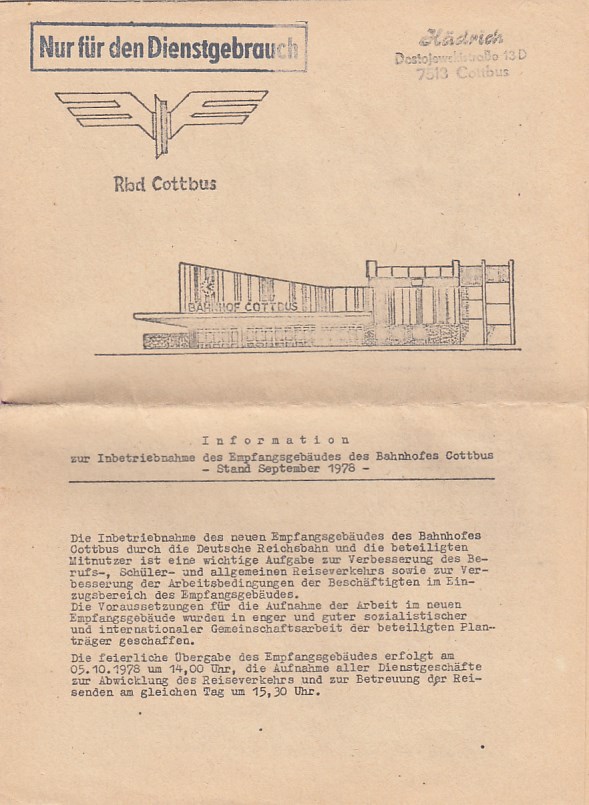 Nur für den Dienstgebrauch
Hädrich
Dostojewskistraße 13 D
7513 Cottbus
Rbd Cottbus
BAHNHOF COTTBUS
Information
zur Inbetriebnahme des Empfangsgebäudes des Bahnhofes Cottbus
- Stand September 1978 -
Die Inbetriebnahme des neuen Empfangsgebäudes des Bahnhofes
Cottbus durch die Deutsche Reichsbahn und die beteiligten
Mitnutzer ist eine wichtige Aufgabe zur Verbesserung des Be-
rufs-, Schüler- und allgemeinen Reiseverkehrs sowie zur Ver-
besserung der Arbeitsbedingungen der Beschäftigten im Ein-
zugsbereich des Empfangsgebäudes.
Die Voraussetzungen für die Aufnahme der Arbeit im neuen
Empfangsgebäude wurden in enger und guter sozialistischer
und internationaler Gemeinschaftsarbeit der beteiligten Plan-
träger geschaffen.
Die feierliche Übergabe des Empfangsgebäudes erfolgt am
05.10.1978 um 14,00 Uhr, die Aufnahme aller Dienstgeschäfte
zur Abwicklung des Reiseverkehrs und zur Betreuung der Rei-
senden am gleichen Tag um 15,30 Uhr.